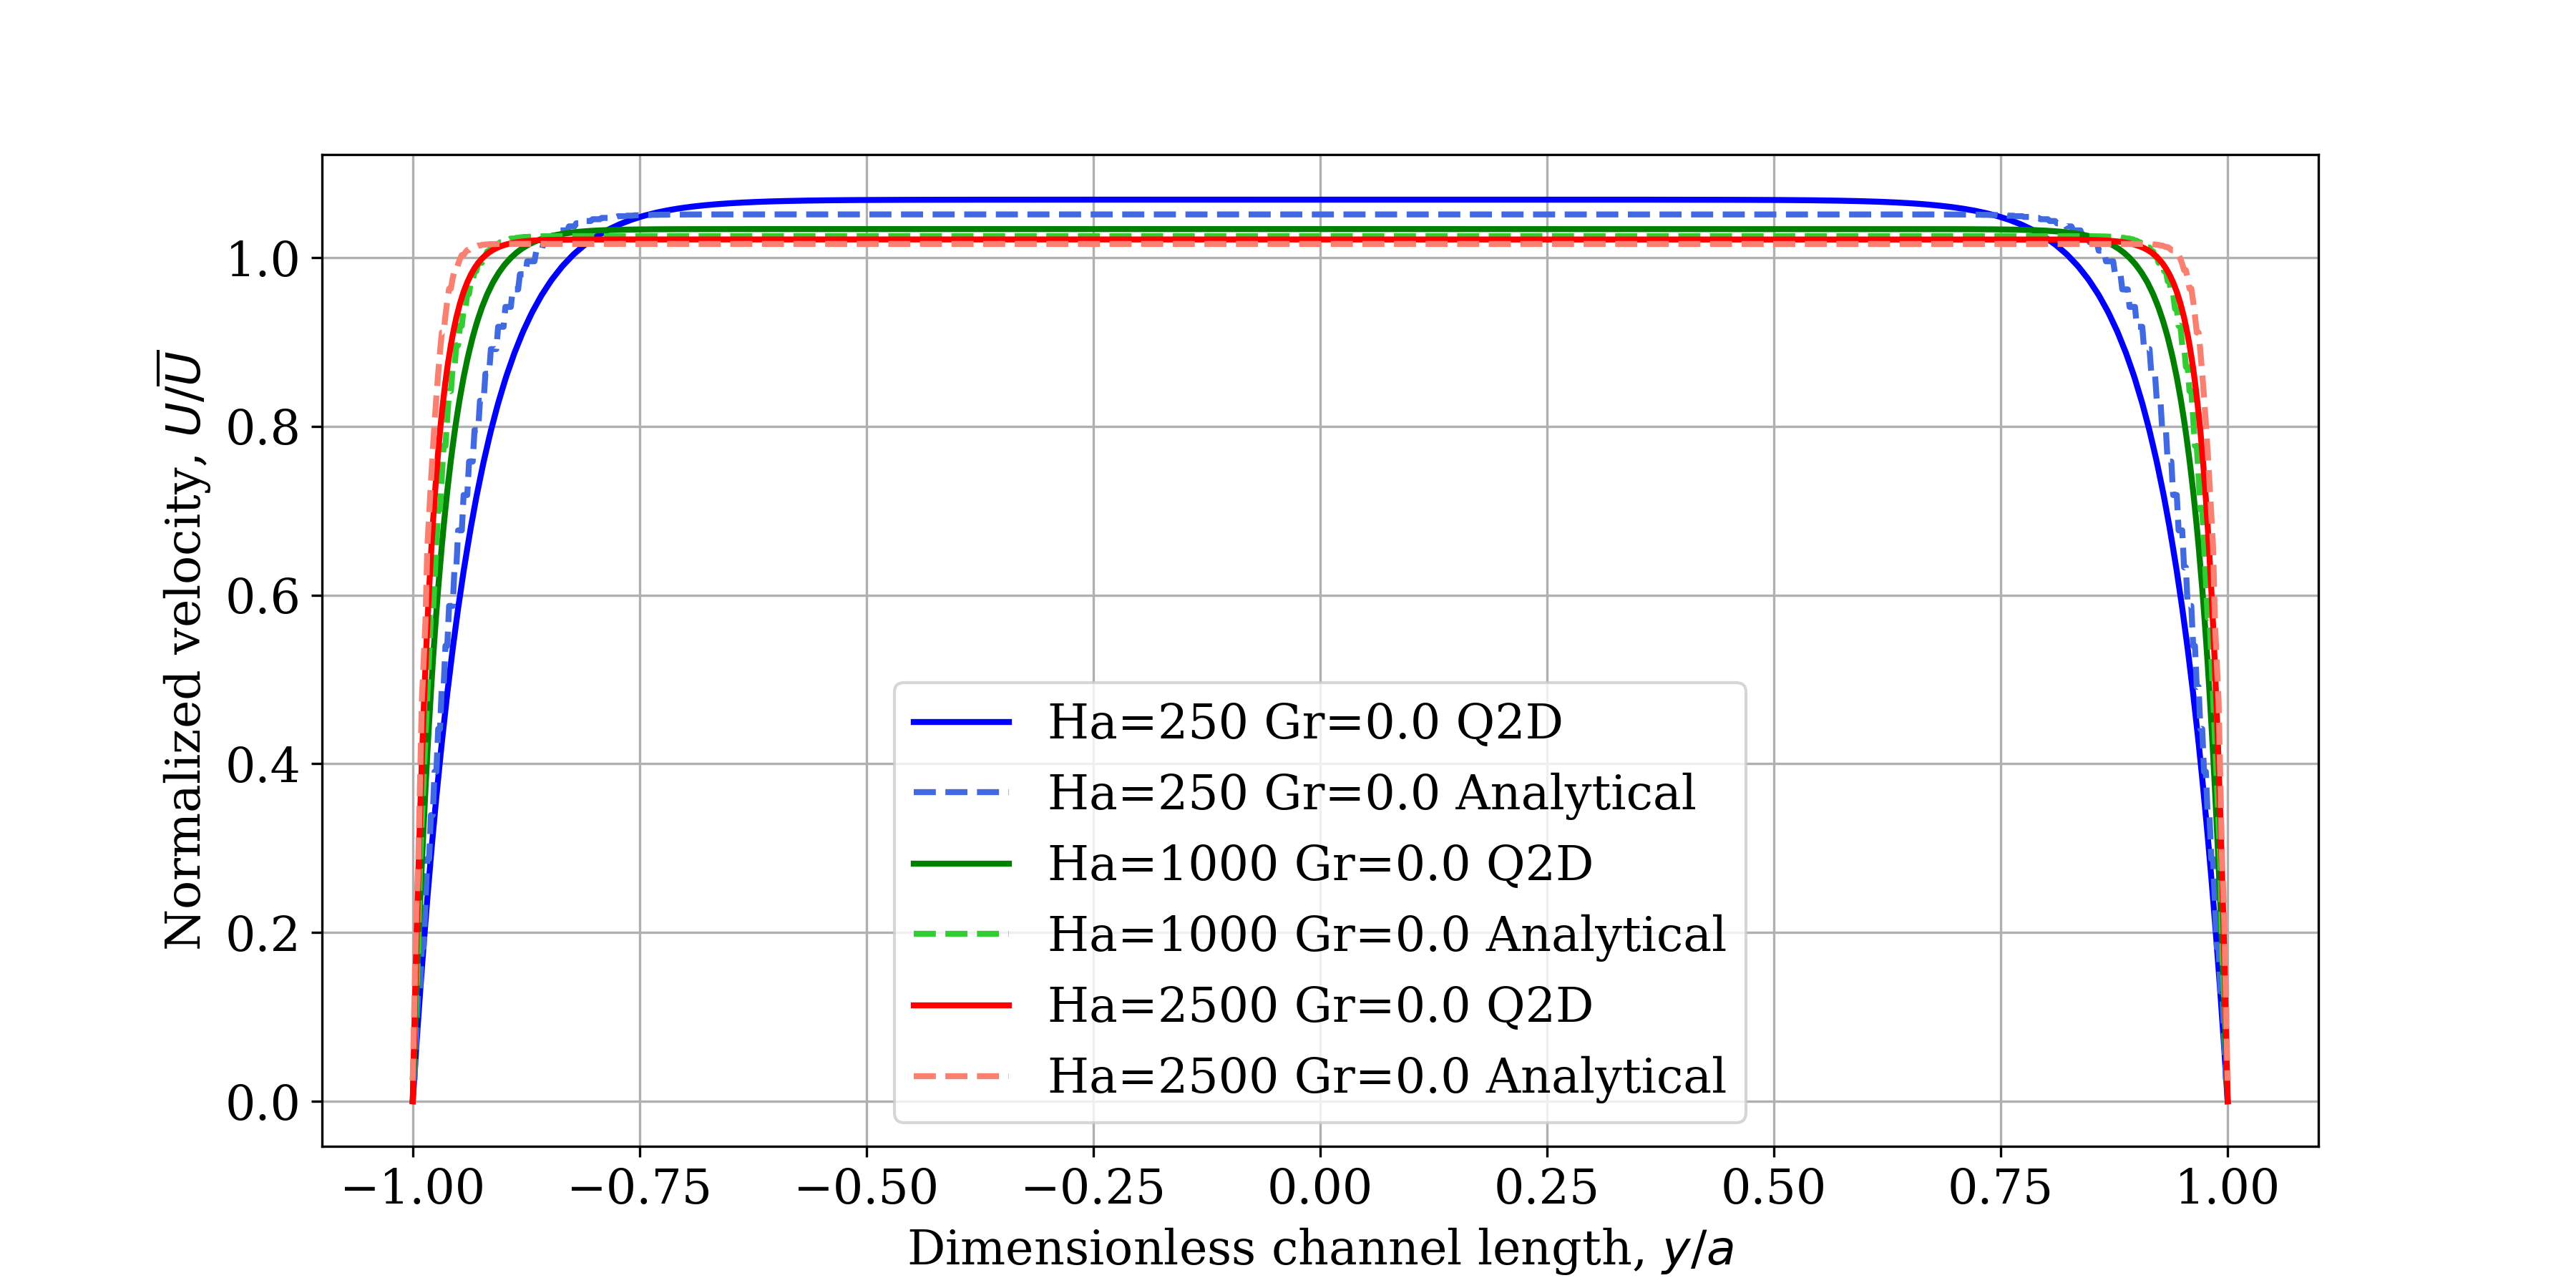 Normalized velocity, U/U̅
1.0
0.8
0.6
0.4
0.2
0.0
Ha=250 Gr=0.0 Q2D
Ha=250 Gr=0.0 Analytical
Ha=1000 Gr=0.0 Q2D
Ha=1000 Gr=0.0 Analytical
Ha=2500 Gr=0.0 Q2D
Ha=2500 Gr=0.0 Analytical
−1.00 −0.75 −0.50 −0.25 0.00 0.25 0.50 0.75 1.00
Dimensionless channel length, y/a